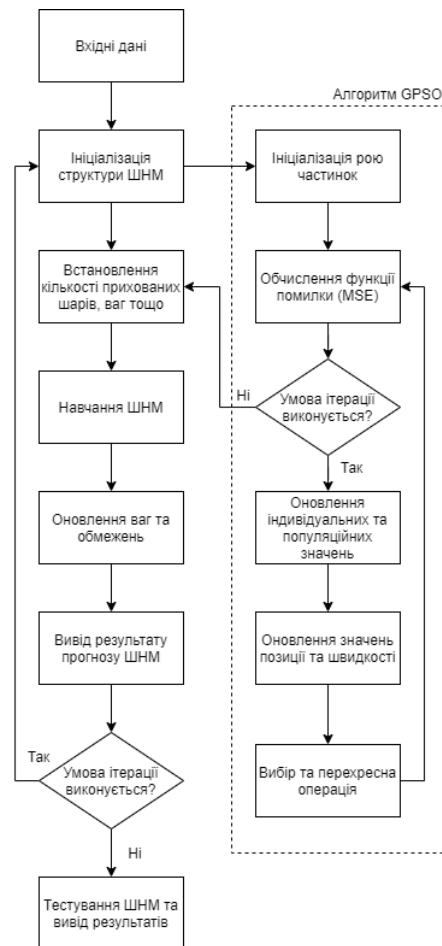 Вхідні дані
Алгоритм GPSO
Ініціалізація
структури ШНМ
Ініціалізація рою
частинок
Встановлення
кількості прихованих
шарів, ваг тощо
Обчислення функції
помилки (MSE)
Ні
Умова ітерації
виконується?
Так
Навчання ШНМ
Оновлення ваг та
обмежень
Оновлення
індивідуальних та
популяційних
значень
Вивід результату
прогнозу ШНМ
Оновлення значень
позиції та швидкості
Так
Умова ітерації
виконується?
Ні
Вибір та перехресна
операція
Тестування ШНМ та
вивід результатів